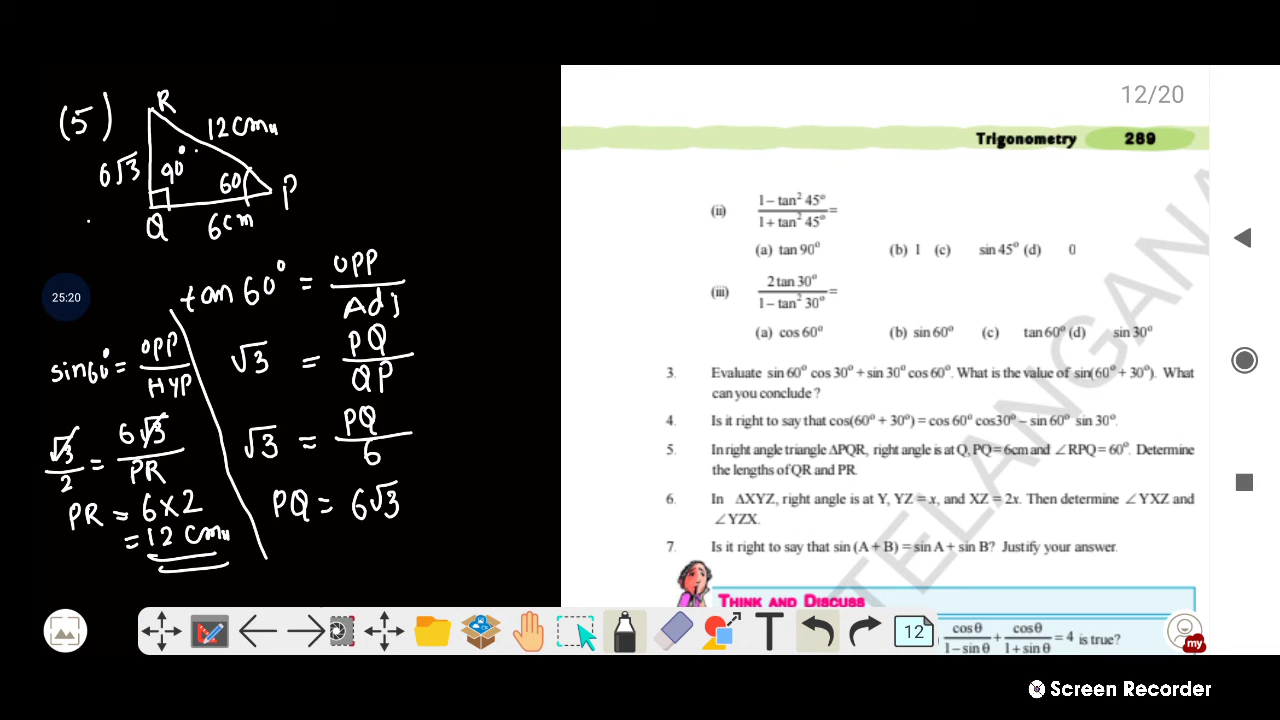 (5)
R
12 cm
6√3
90°
60
P
Q
6cm
tan 60° = opp/Adj
√3 = PQ/QP
√3 = PQ/6
PQ = 6√3
25:20
sin60° = opp/HYP
√3/2 = 6√3/PR
PR = 6 x 2
= 12 cm
12/20
Trigonometry 289
(ii) (1 − tan² 45°)/(1 + tan² 45°) =
(a) tan 90° (b) 1 (c) sin 45° (d) 0
(iii) 2 tan 30°/(1 − tan² 30°) =
(a) cos 60° (b) sin 60° (c) tan 60° (d) sin 30°
3. Evaluate sin 60° cos 30° + sin 30° cos 60°. What is the value of sin(60° + 30°). What
can you conclude?
4. Is it right to say that cos(60° + 30°) = cos 60° cos30° − sin 60° sin 30°.
5. In right angle triangle ΔPQR, right angle is at Q, PQ = 6cm and ∠RPQ = 60°. Determine
the lengths of QR and PR.
6. In ΔXYZ, right angle is at Y, YZ = x, and XZ = 2x. Then determine ∠YXZ and
∠YZX.
7. Is it right to say that sin (A + B) = sin A + sin B? Justify your answer.
THINK AND DISCUSS
cosθ/(1 − sinθ) + cosθ/(1 + sinθ) = 4 is true?
TELANGANA
T
12
my
Screen Recorder